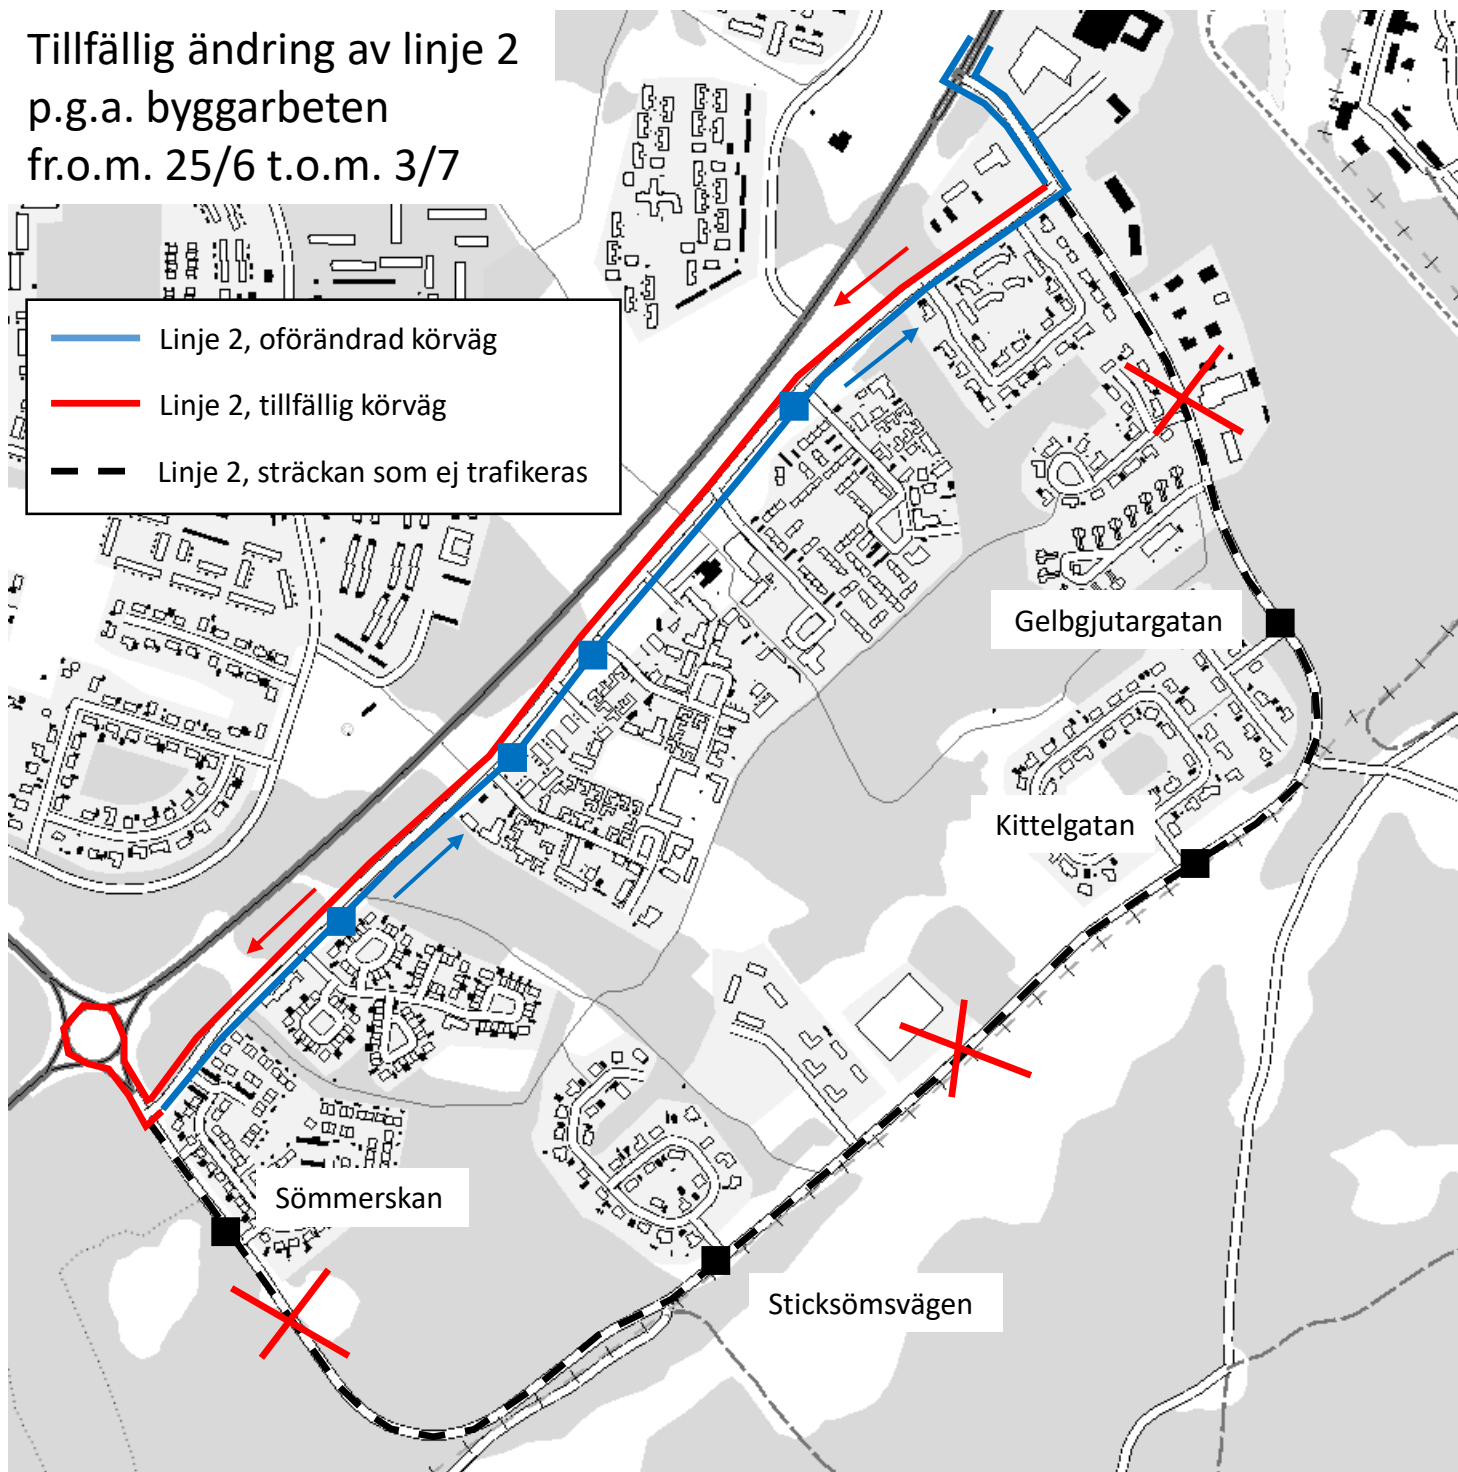 Tillfällig ändring av linje 2
p.g.a. byggarbeten
fr.o.m. 25/6 t.o.m. 3/7
Linje 2, oförändrad körväg
Linje 2, tillfällig körväg
Linje 2, sträckan som ej trafikeras
Gelbgjutargatan
Kittelgatan
Sömmerskan
Sticksömsvägen